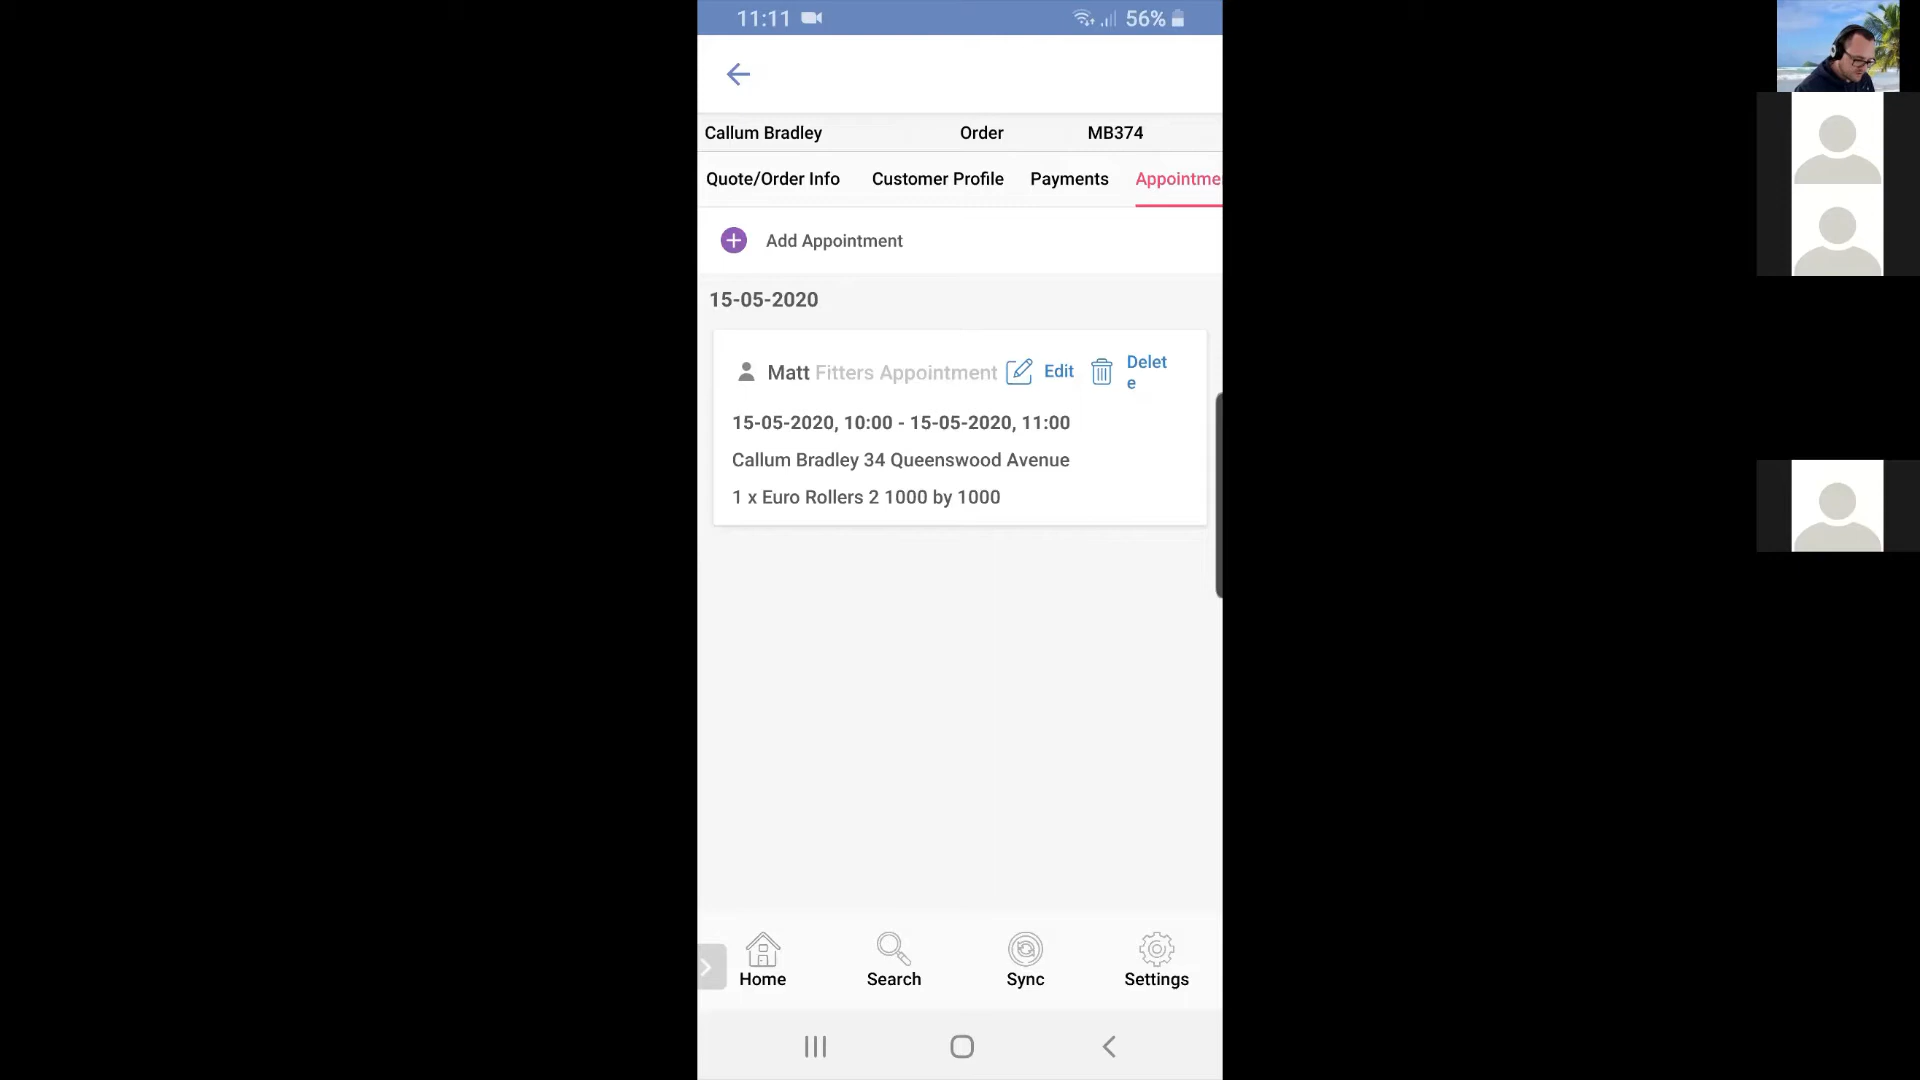 11:11 56%
Callum Bradley Order MB374
Quote/Order Info Customer Profile Payments Appointme
Add Appointment
15-05-2020
Matt Fitters Appointment Edit Delet
e
15-05-2020, 10:00 - 15-05-2020, 11:00
Callum Bradley 34 Queenswood Avenue
1 x Euro Rollers 2 1000 by 1000
Home Search Sync Settings